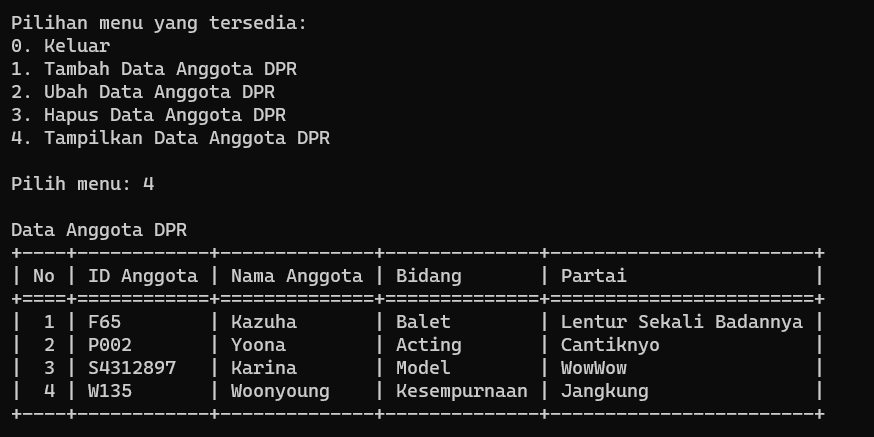 Pilihan menu yang tersedia:
0. Keluar
1. Tambah Data Anggota DPR
2. Ubah Data Anggota DPR
3. Hapus Data Anggota DPR
4. Tampilkan Data Anggota DPR
Pilih menu: 4
Data Anggota DPR
+----+------------+--------------+--------------+------------------------+
| No | ID Anggota | Nama Anggota | Bidang       | Partai                 |
+====+============+==============+==============+========================+
|  1 | F65        | Kazuha       | Balet        | Lentur Sekali Badannya |
|  2 | P002       | Yoona        | Acting       | Cantiknyo              |
|  3 | S4312897   | Karina       | Model        | WowWow                 |
|  4 | W135       | Woonyoung    | Kesempurnaan | Jangkung               |
+----+------------+--------------+--------------+------------------------+